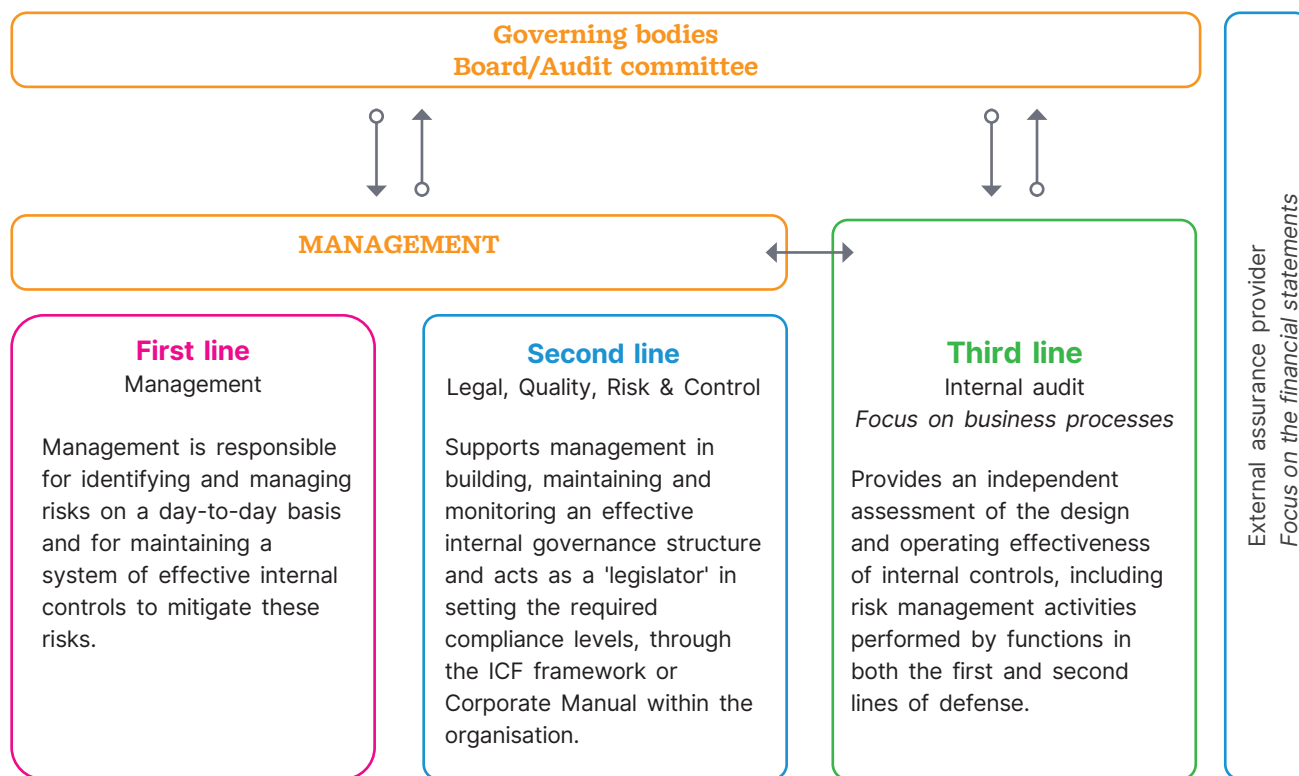 Governing bodies
Board/Audit committee
MANAGEMENT
First line
Management
Management is responsible
for identifying and managing
risks on a day-to-day basis
and for maintaining a
system of effective internal
controls to mitigate these
risks.
Second line
Legal, Quality, Risk & Control
Supports management in
building, maintaining and
monitoring an effective
internal governance structure
and acts as a 'legislator' in
setting the required
compliance levels, through
the ICF framework or
Corporate Manual within the
organisation.
Third line
Internal audit
Focus on business processes
Provides an independent
assessment of the design
and operating effectiveness
of internal controls, including
risk management activities
performed by functions in
both the first and second
lines of defense.
External assurance provider
Focus on the financial statements